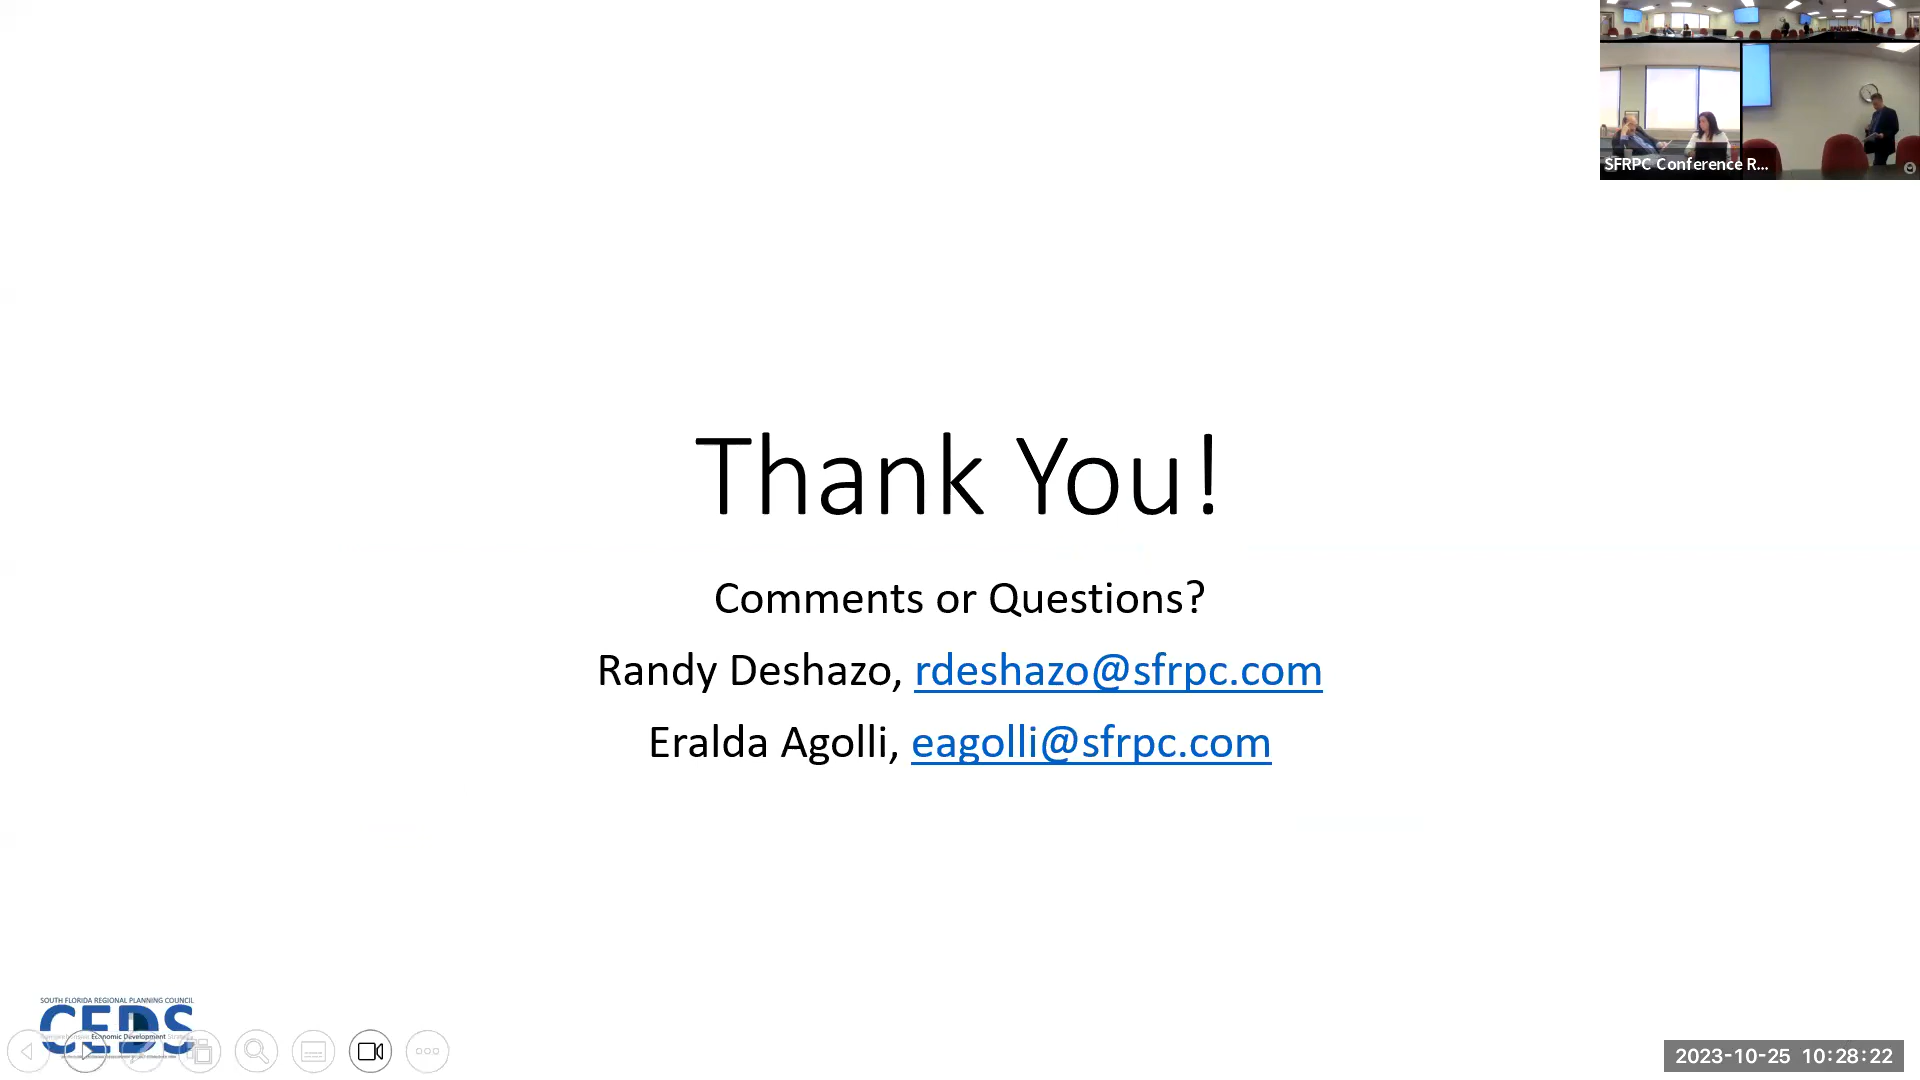 SFRPC Conference R...
Thank You!
Comments or Questions?
Randy Deshazo, rdeshazo@sfrpc.com
Eralda Agolli, eagolli@sfrpc.com
SOUTH FLORIDA REGIONAL PLANNING COUNCIL
CEDS
Economic Development
2023-10-25 10:28:22